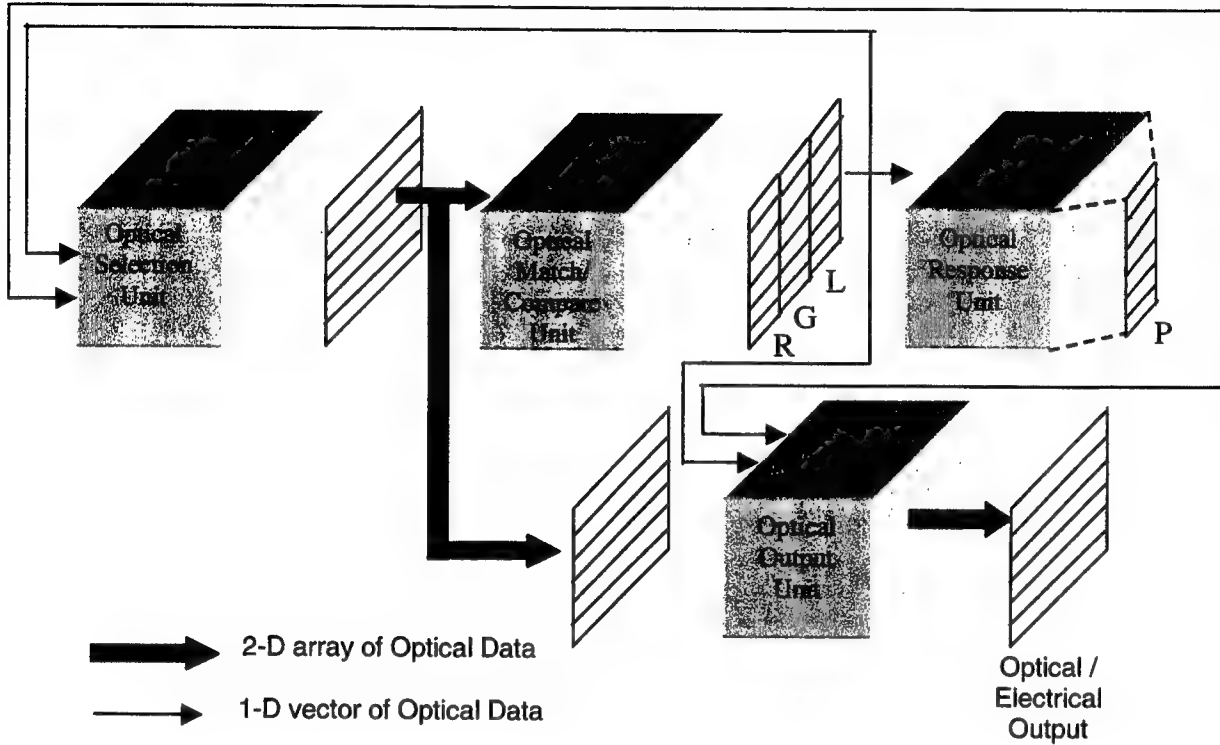 Optical
Selection
Unit
Optical
Match/
Compare
Unit
R
G
L
Optical
Response
Unit
P
Optical
Output
Unit
2-D array of Optical Data
1-D vector of Optical Data
Optical /
Electrical
Output